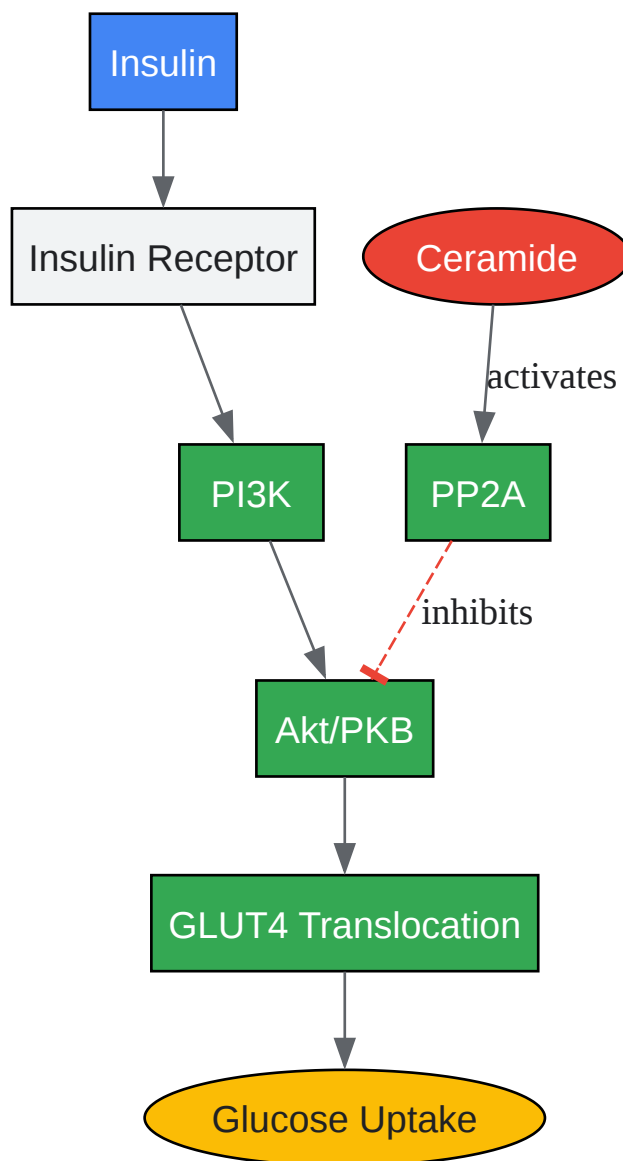 Insulin
Insulin Receptor
Ceramide
activates
PI3K
PP2A
inhibits
Akt/PKB
GLUT4 Translocation
Glucose Uptake